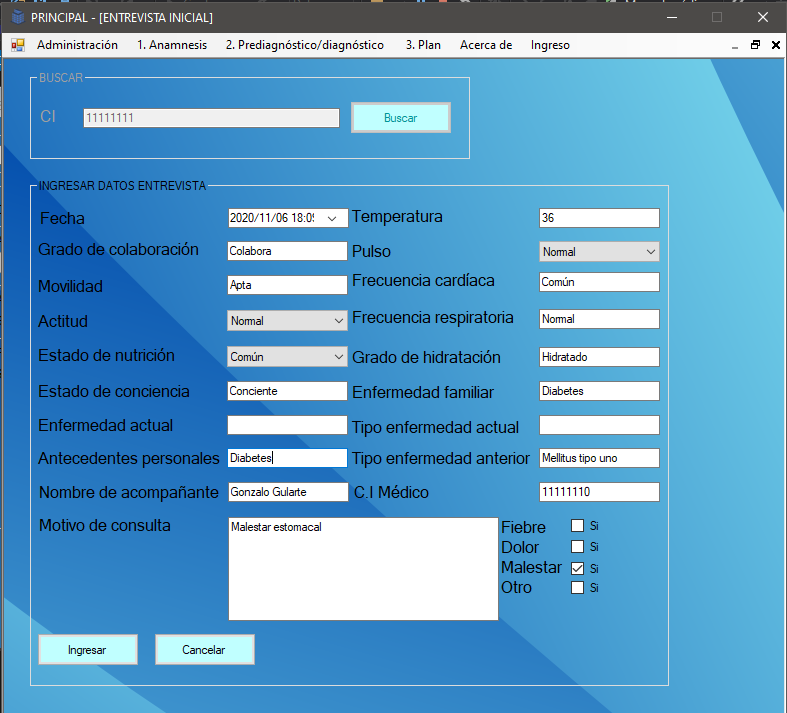 PRINCIPAL - [ENTREVISTA INICIAL]
Administración 1. Anamnesis 2. Prediagnóstico/diagnóstico 3. Plan Acerca de Ingreso
BUSCAR
CI 11111111 Buscar
INGRESAR DATOS ENTREVISTA
Fecha 2020/11/06 18:05 Temperatura 36
Grado de colaboración Colabora Pulso Normal
Movilidad Apta Frecuencia cardíaca Común
Actitud Normal Frecuencia respiratoria Normal
Estado de nutrición Común Grado de hidratación Hidratado
Estado de conciencia Conciente Enfermedad familiar Diabetes
Enfermedad actual Tipo enfermedad actual
Antecedentes personales Diabetes Tipo enfermedad anterior Mellitus tipo uno
Nombre de acompañante Gonzalo Gularte C.I Médico 11111110
Motivo de consulta Malestar estomacal Fiebre Si
Dolor Si
Malestar Si
Otro Si
Ingresar Cancelar